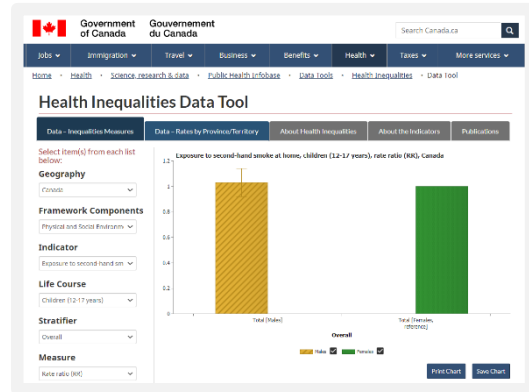 Government of Canada
Gouvernement du Canada
Search Canada.ca
Jobs Immigration Travel Business Benefits Health Taxes More services
Home Health Science, research & data Public Health Infobase Data Tools Health Inequalities Data Tool
Health Inequalities Data Tool
Data – Inequalities Measures
Data – Rates by Province/Territory
About Health Inequalities
About the Indicators
Publications
Select item(s) from each list
below:
Geography
Canada
Framework Components
Physical and Social Environm
Indicator
Exposure to second-hand sm
Life Course
Children (12-17 years)
Stratifier
Overall
Measure
Rate ratio (RR)
Exposure to second-hand smoke at home, children (12-17 years), rate ratio (RR), Canada
1.2
1
0.8
0.6
0.4
0.2
0
Total [Males]
Total [Females,
reference]
Overall
Males Females
Print Chart
Save Chart